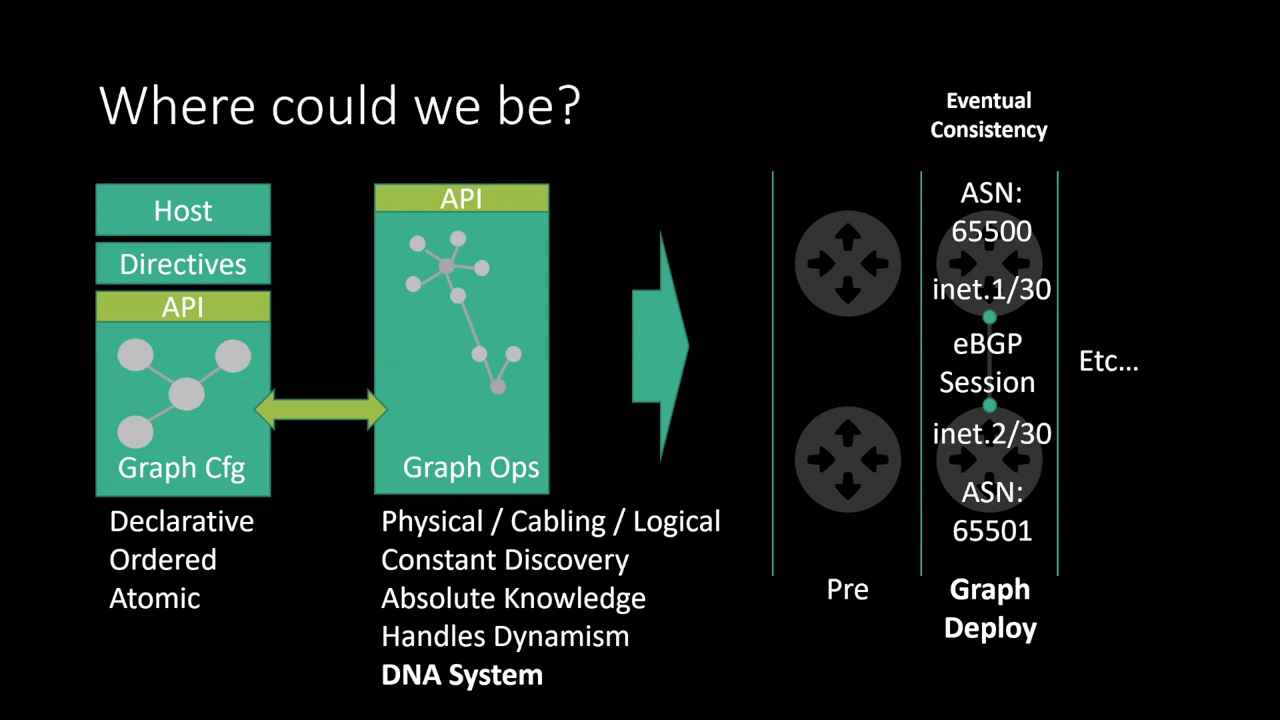 Where could we be?
Host
Directives
API
Graph Cfg
Declarative
Ordered
Atomic
API
Graph Ops
Physical / Cabling / Logical
Constant Discovery
Absolute Knowledge
Handles Dynamism
DNA System
Pre
Eventual
Consistency
ASN:
65500
inet.1/30
eBGP
Session
inet.2/30
ASN:
65501
Graph
Deploy
Etc...